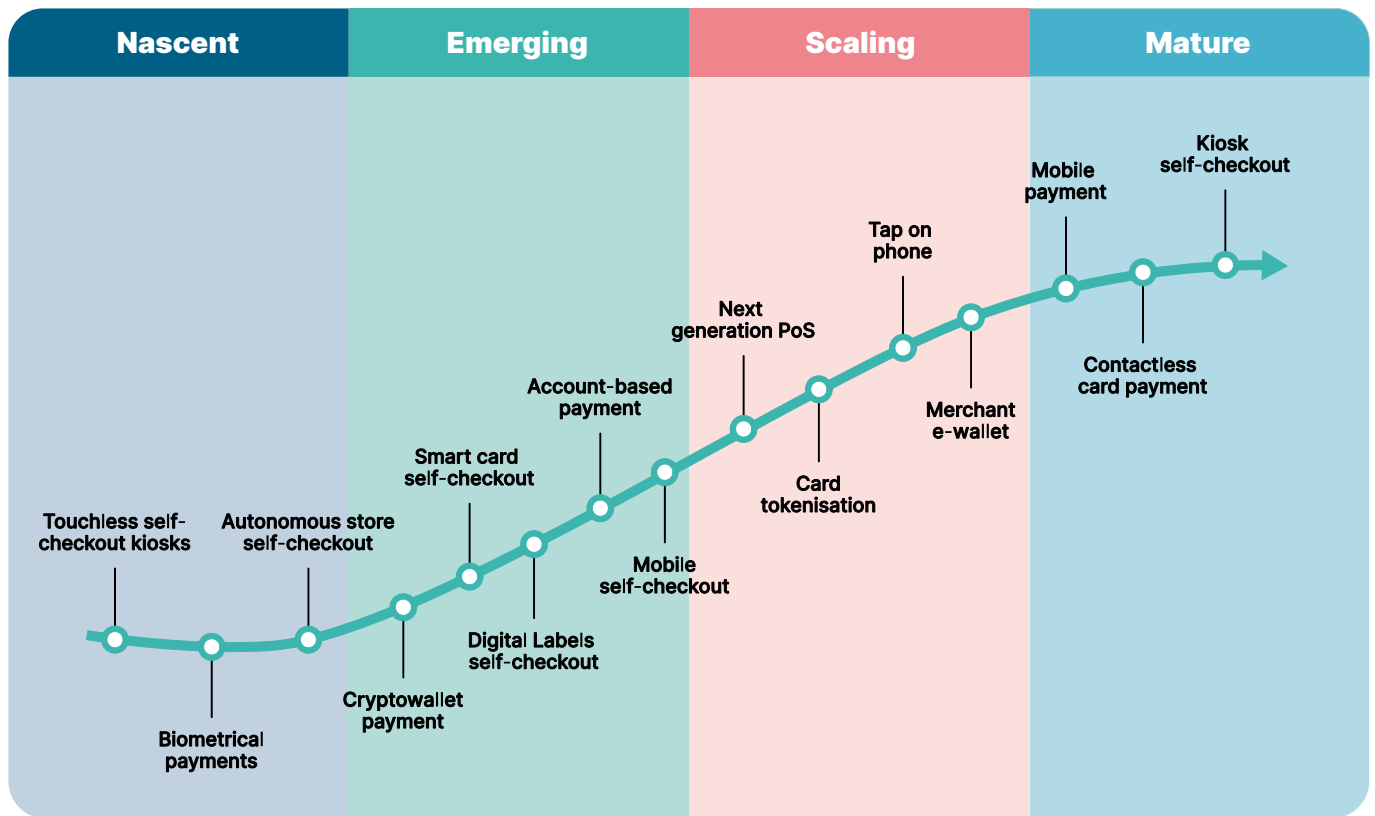 Nascent
Emerging
Scaling
Mature
Touchless self-
checkout kiosks
Biometrical
payments
Autonomous store
self-checkout
Cryptowallet
payment
Smart card
self-checkout
Digital Labels
self-checkout
Account-based
payment
Mobile
self-checkout
Next
generation PoS
Card
tokenisation
Tap on
phone
Merchant
e-wallet
Mobile
payment
Contactless
card payment
Kiosk
self-checkout